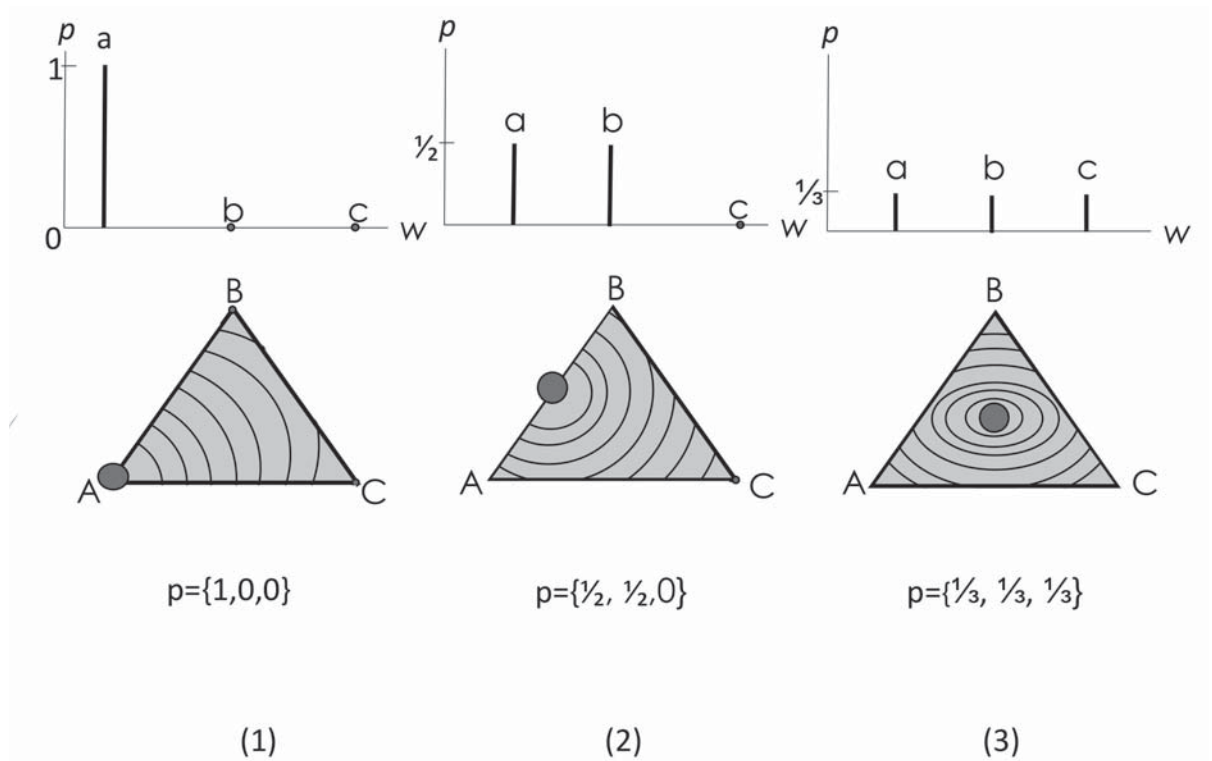 p
a
1
b
c
0
w
p
½
a
b
c
w
p
⅓
a
b
c
w
B
A
C
B
A
C
B
A
C
p={1,0,0}
p={½, ½,0}
p={⅓, ⅓, ⅓}
(1)
(2)
(3)